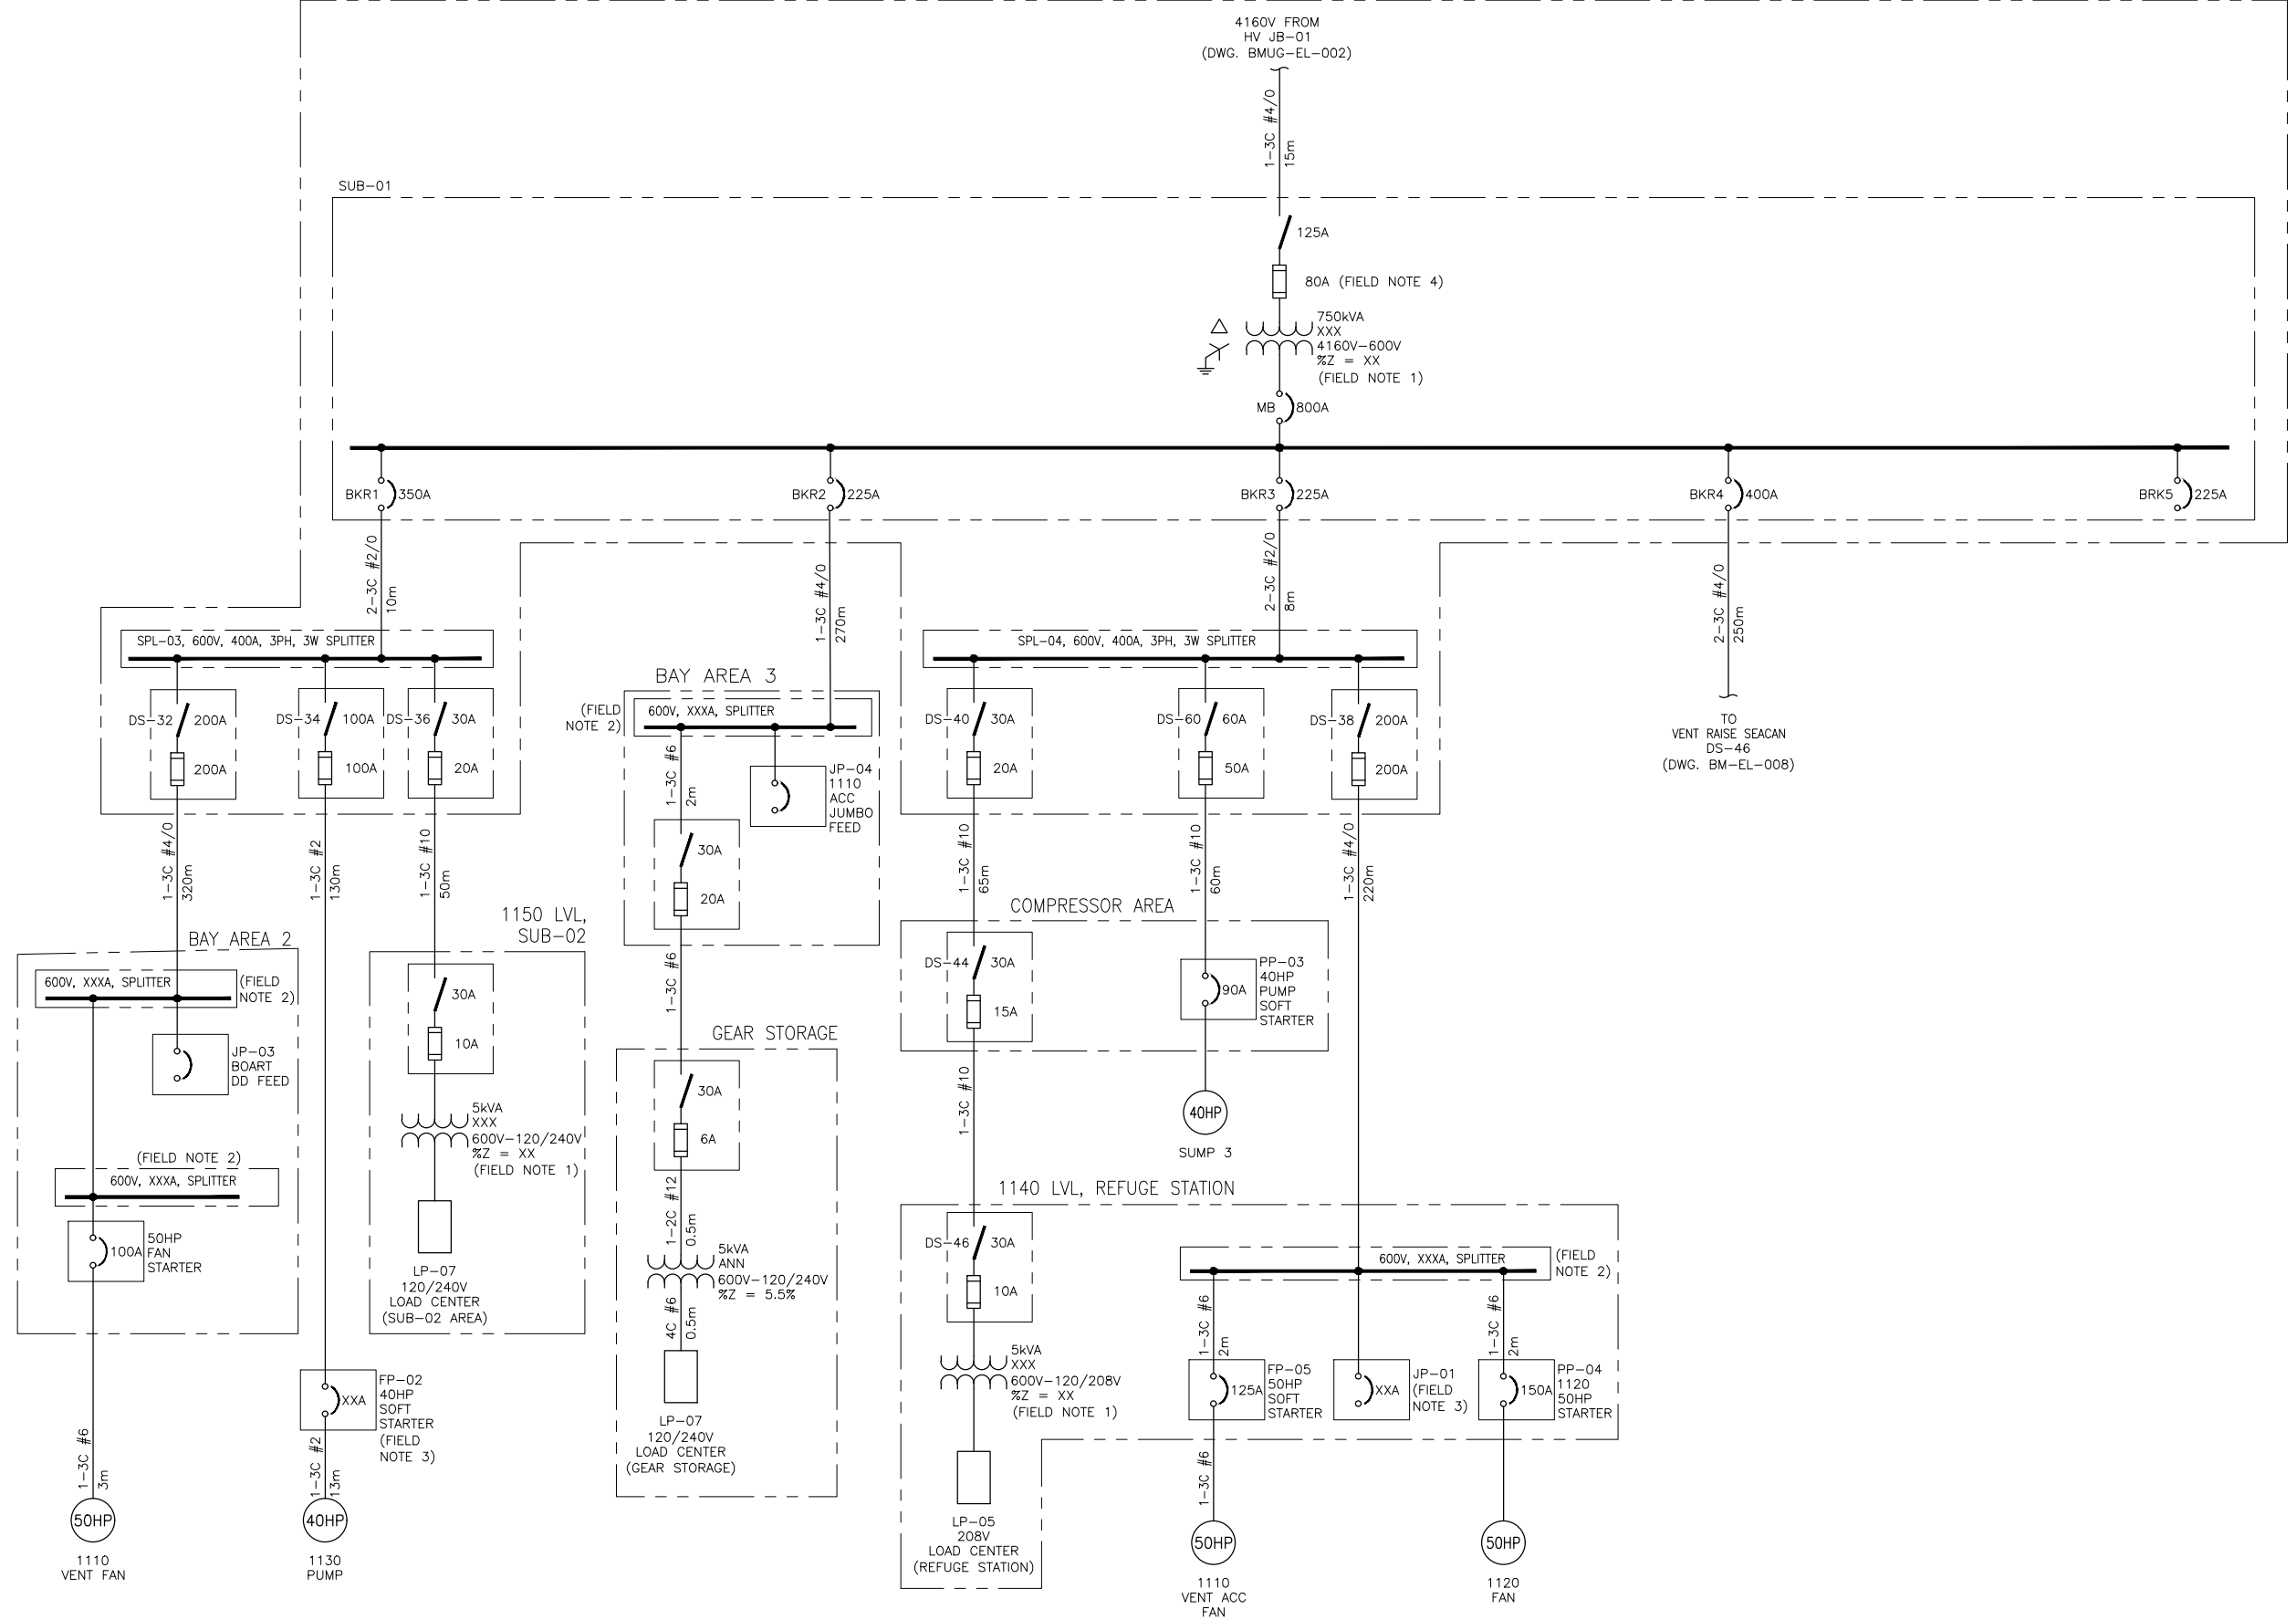 4160V FROM
HV JB-01
(DWG. BMUG-EL-002)
1-3C #4/0
15m
SUB-01
125A
80A (FIELD NOTE 4)
750kVA
XXX
4160V-600V
%Z = XX
(FIELD NOTE 1)
MB
800A
BKR1
350A
BKR2
225A
BKR3
225A
BKR4
400A
BRK5
225A
2-3C #2/0
10m
1-3C #4/0
270m
2-3C #2/0
8m
2-3C #4/0
250m
SPL-03, 600V, 400A, 3PH, 3W SPLITTER
DS-32
200A
200A
DS-34
100A
100A
DS-36
30A
20A
1-3C #4/0
320m
1-3C #2
130m
1-3C #10
50m
BAY AREA 2
600V, XXXA, SPLITTER
(FIELD
NOTE 2)
JP-03
BOART
DD FEED
(FIELD NOTE 2)
600V, XXXA, SPLITTER
100A
50HP
FAN
STARTER
1-3C #6
3m
50HP
1110
VENT FAN
XXA
FP-02
40HP
SOFT
STARTER
(FIELD
NOTE 3)
1-3C #2
13m
40HP
1130
PUMP
1150 LVL,
SUB-02
30A
10A
5kVA
XXX
600V-120/240V
%Z = XX
(FIELD NOTE 1)
LP-07
120/240V
LOAD CENTER
(SUB-02 AREA)
BAY AREA 3
(FIELD
NOTE 2)
600V, XXXA, SPLITTER
1-3C #6
2m
JP-04
1110
ACC
JUMBO
FEED
30A
20A
1-3C #6
GEAR STORAGE
30A
6A
1-2C #12
0.5m
5kVA
ANN
600V-120/240V
%Z = 5.5%
4C #6
0.5m
LP-07
120/240V
LOAD CENTER
(GEAR STORAGE)
SPL-04, 600V, 400A, 3PH, 3W SPLITTER
DS-40
30A
20A
DS-60
60A
50A
DS-38
200A
200A
TO
VENT RAISE SEACAN
DS-46
(DWG. BM-EL-008)
1-3C #10
65m
1-3C #10
60m
1-3C #4/0
220m
COMPRESSOR AREA
DS-44
30A
15A
90A
PP-03
40HP
PUMP
SOFT
STARTER
1-3C #10
40HP
SUMP 3
1140 LVL, REFUGE STATION
DS-46
30A
10A
5kVA
XXX
600V-120/208V
%Z = XX
(FIELD NOTE 1)
LP-05
208V
LOAD CENTER
(REFUGE STATION)
600V, XXXA, SPLITTER
(FIELD
NOTE 2)
1-3C #6
2m
1-3C #6
2m
125A
FP-05
50HP
SOFT
STARTER
XXA
JP-01
(FIELD
NOTE 3)
150A
PP-04
1120
50HP
STARTER
1-3C #6
50HP
1110
VENT ACC
FAN
50HP
1120
FAN